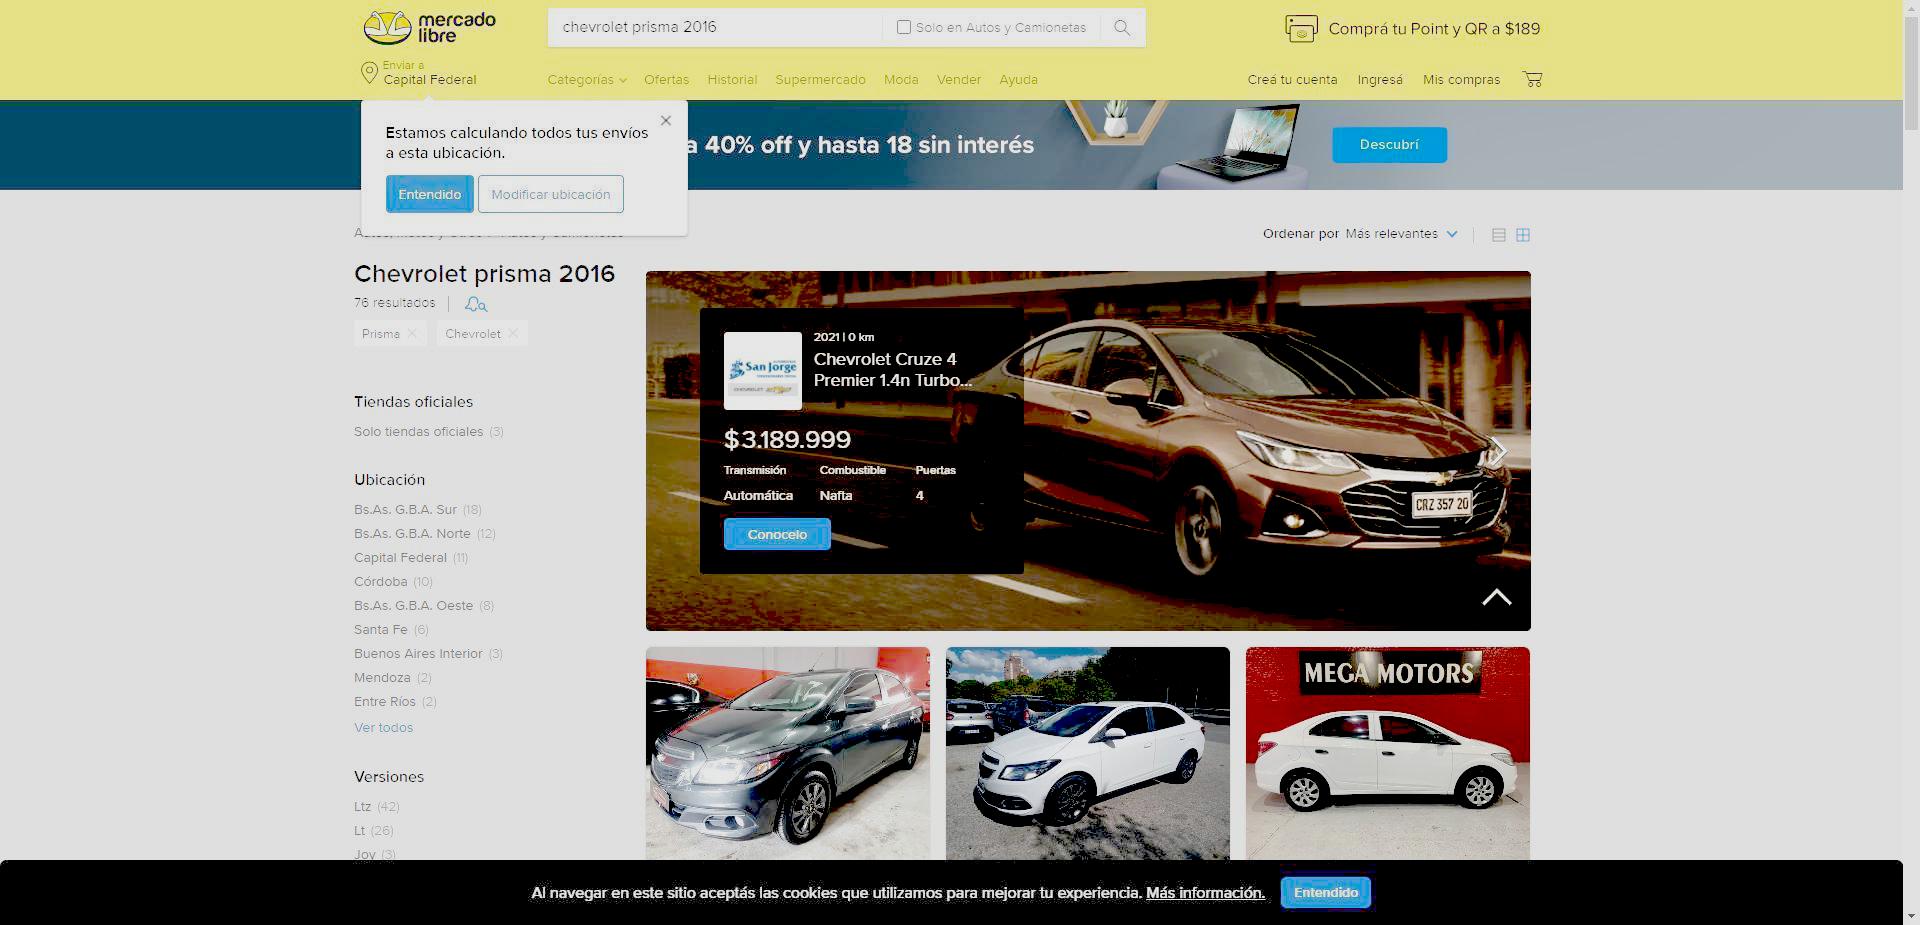 mercado
libre
chevrolet prisma 2016
Solo en Autos y Camionetas
Comprá tu Point y QR a $189
Enviar a
Capital Federal
Categorías
Ofertas
Historial
Supermercado
Moda
Vender
Ayuda
Creá tu cuenta
Ingresá
Mis compras
Estamos calculando todos tus envíos
a esta ubicación.
Entendido
Modificar ubicación
a 40% off y hasta 18 sin interés
Descubrí
Ordenar por Más relevantes
Chevrolet prisma 2016
76 resultados
Prisma
Chevrolet
Tiendas oficiales
Solo tiendas oficiales (3)
Ubicación
Bs.As. G.B.A. Sur (18)
Bs.As. G.B.A. Norte (12)
Capital Federal (11)
Córdoba (10)
Bs.As. G.B.A. Oeste (8)
Santa Fe (6)
Buenos Aires Interior (3)
Mendoza (2)
Entre Ríos (2)
Ver todos
Versiones
Ltz (42)
Lt (26)
Joy (3)
San Jorge
CHEVROLET
2021 | 0 km
Chevrolet Cruze 4
Premier 1.4n Turbo...
$3.189.999
Transmisión Combustible Puertas
Automática Nafta 4
Conocelo
CRZ 357 20
MEGA MOTORS
Al navegar en este sitio aceptás las cookies que utilizamos para mejorar tu experiencia. Más información.
Entendido